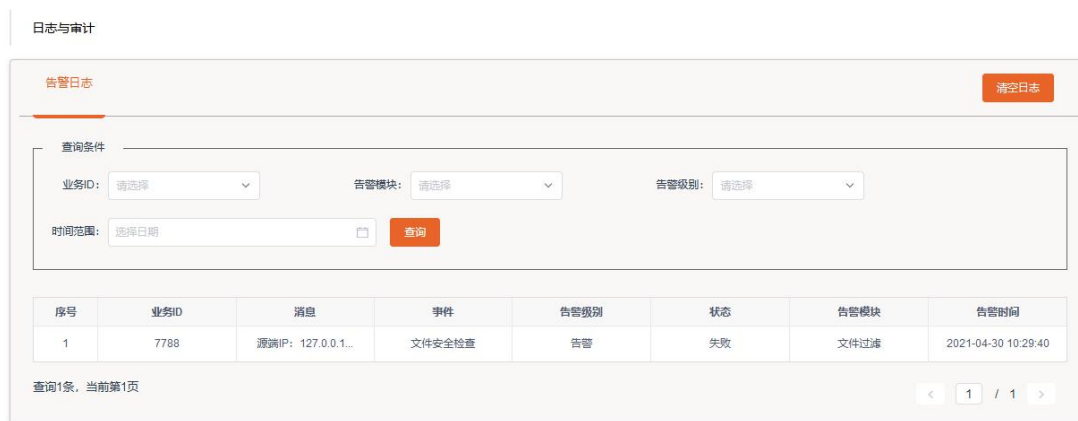 日志与审计
告警日志
清空日志
查询条件
业务ID: 请选择 告警模块: 请选择 告警级别: 请选择
时间范围: 选择日期 查询
序号 业务ID 消息 事件 告警级别 状态 告警模块 告警时间
1 7788 源端IP: 127.0.0.1... 文件安全检查 告警 失败 文件过滤 2021-04-30 10:29:40
查询1条, 当前第1页
1 / 1